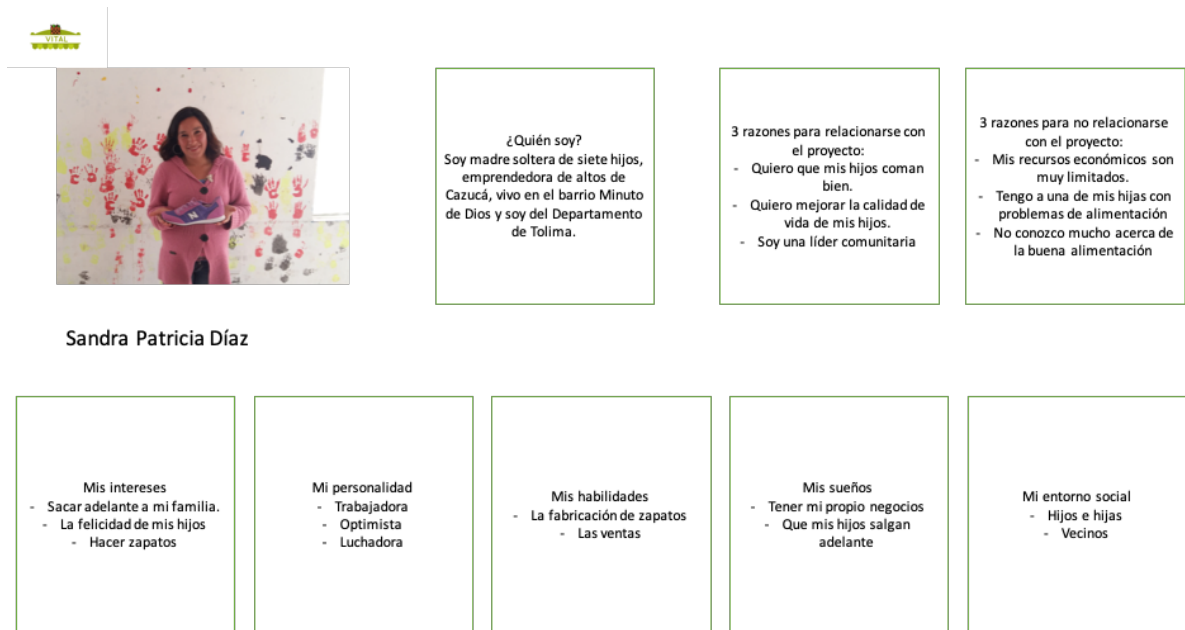 VITAL
¿Quién soy?
Soy madre soltera de siete hijos,
emprendedora de altos de
Cazucá, vivo en el barrio Minuto
de Dios y soy del Departamento
de Tolima.
3 razones para relacionarse con
el proyecto:
- Quiero que mis hijos coman
bien.
- Quiero mejorar la calidad de
vida de mis hijos.
- Soy una líder comunitaria
3 razones para no relacionarse
con el proyecto:
- Mis recursos económicos son
muy limitados.
- Tengo a una de mis hijas con
problemas de alimentación
- No conozco mucho acerca de
la buena alimentación
N
Sandra Patricia Díaz
Mis intereses
- Sacar adelante a mi familia.
- La felicidad de mis hijos
- Hacer zapatos
Mi personalidad
- Trabajadora
- Optimista
- Luchadora
Mis habilidades
- La fabricación de zapatos
- Las ventas
Mis sueños
- Tener mi propio negocios
- Que mis hijos salgan
adelante
Mi entorno social
- Hijos e hijas
- Vecinos